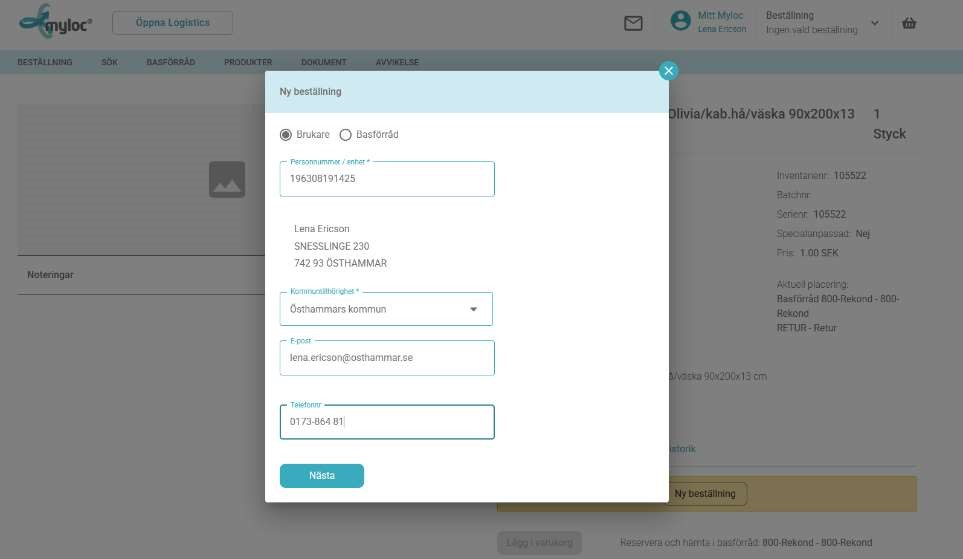 myloc®
Öppna Logistics
Mitt Myloc
Lena Ericson
Beställning
Ingen vald beställning
BESTÄLLNING SÖK BASFÖRRÅD PRODUKTER DOKUMENT AVVIKELSE
Ny beställning
Brukare Basförråd
Personnummer / enhet *
196308191425
Lena Ericson
SNESSLINGE 230
742 93 ÖSTHAMMAR
Kommuntillhörighet *
Östhammars kommun
E-post
lena.ericson@osthammar.se
Telefonnr
0173-864 81
Nästa
Noteringar
Olivia/kab.hå/väska 90x200x13
1
Styck
Inventarienr: 105522
Batchnr:
Serienr: 105522
Specialanpassad: Nej
Pris: 1.00 SEK
Aktuell placering:
Basförråd 800-Rekond - 800-
Rekond
RETUR - Retur
å/väska 90x200x13 cm
istorik
Ny beställning
Lägg i varukorg
Reservera och hämta i basförråd: 800-Rekond - 800-Rekond